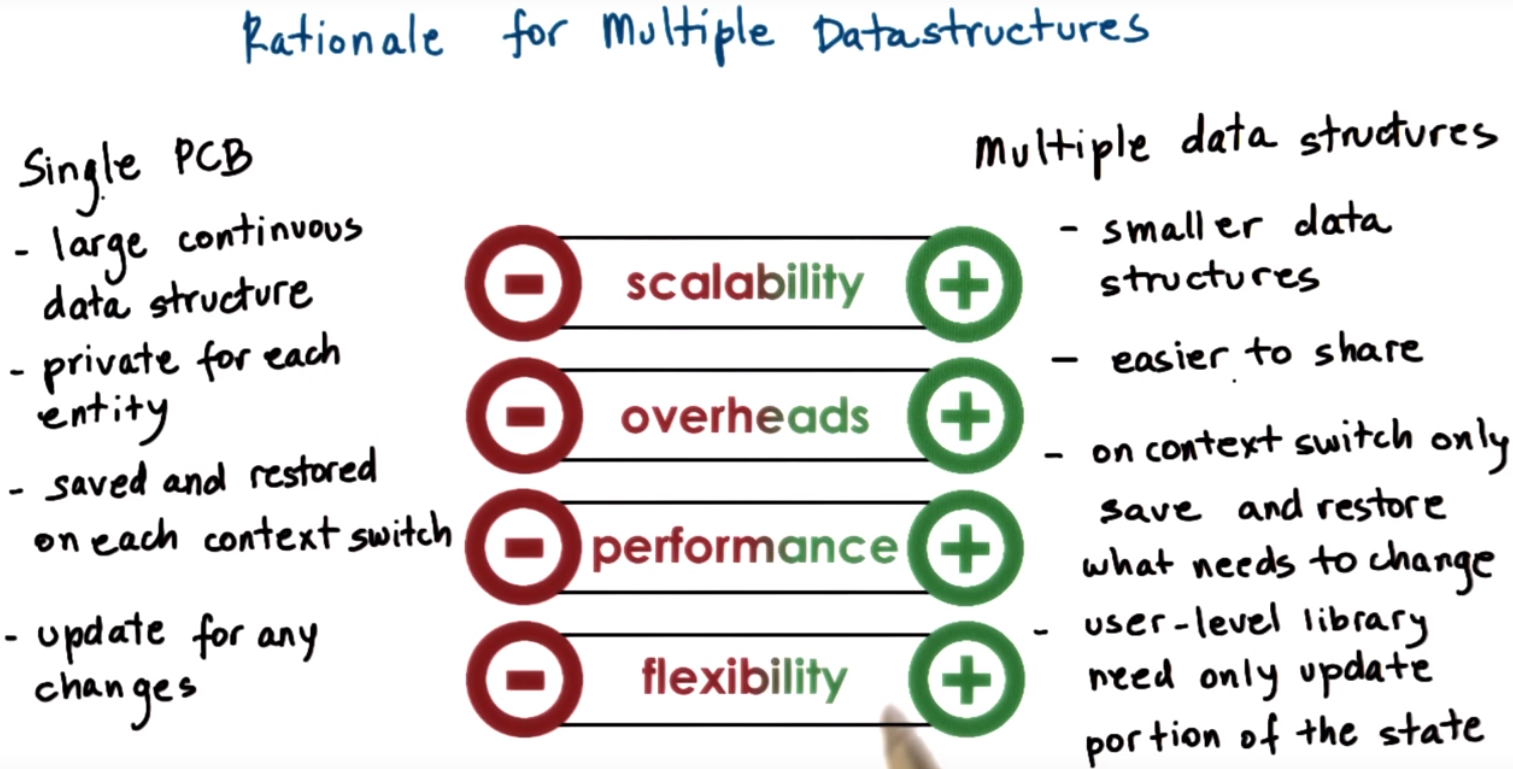 Rationale for Multiple Datastructures
Single PCB
- large continuous
data structure
- private for each
entity
- saved and restored
on each context switch
- update for any
changes
scalability
overheads
performance
flexibility
Multiple data structures
- smaller data
structures
- easier to share
- on context switch only
save and restore
what needs to change
- user-level library
need only update
portion of the state